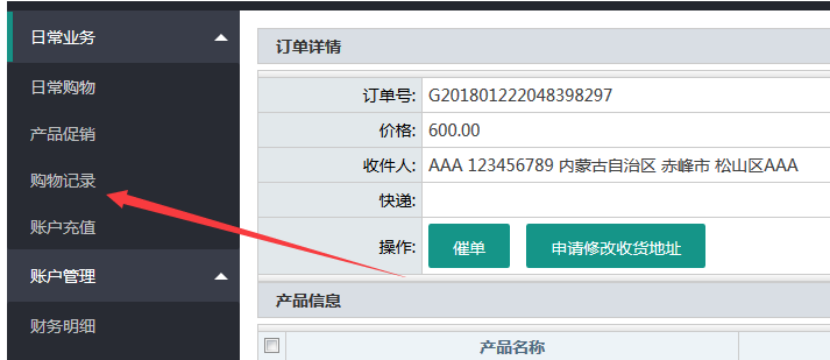 日常业务
日常购物
产品促销
购物记录
账户充值
账户管理
财务明细
订单详情
订单号: G201801222048398297
价格: 600.00
收件人: AAA 123456789 内蒙古自治区 赤峰市 松山区AAA
快递:
操作: 催单 申请修改收货地址
产品信息
产品名称